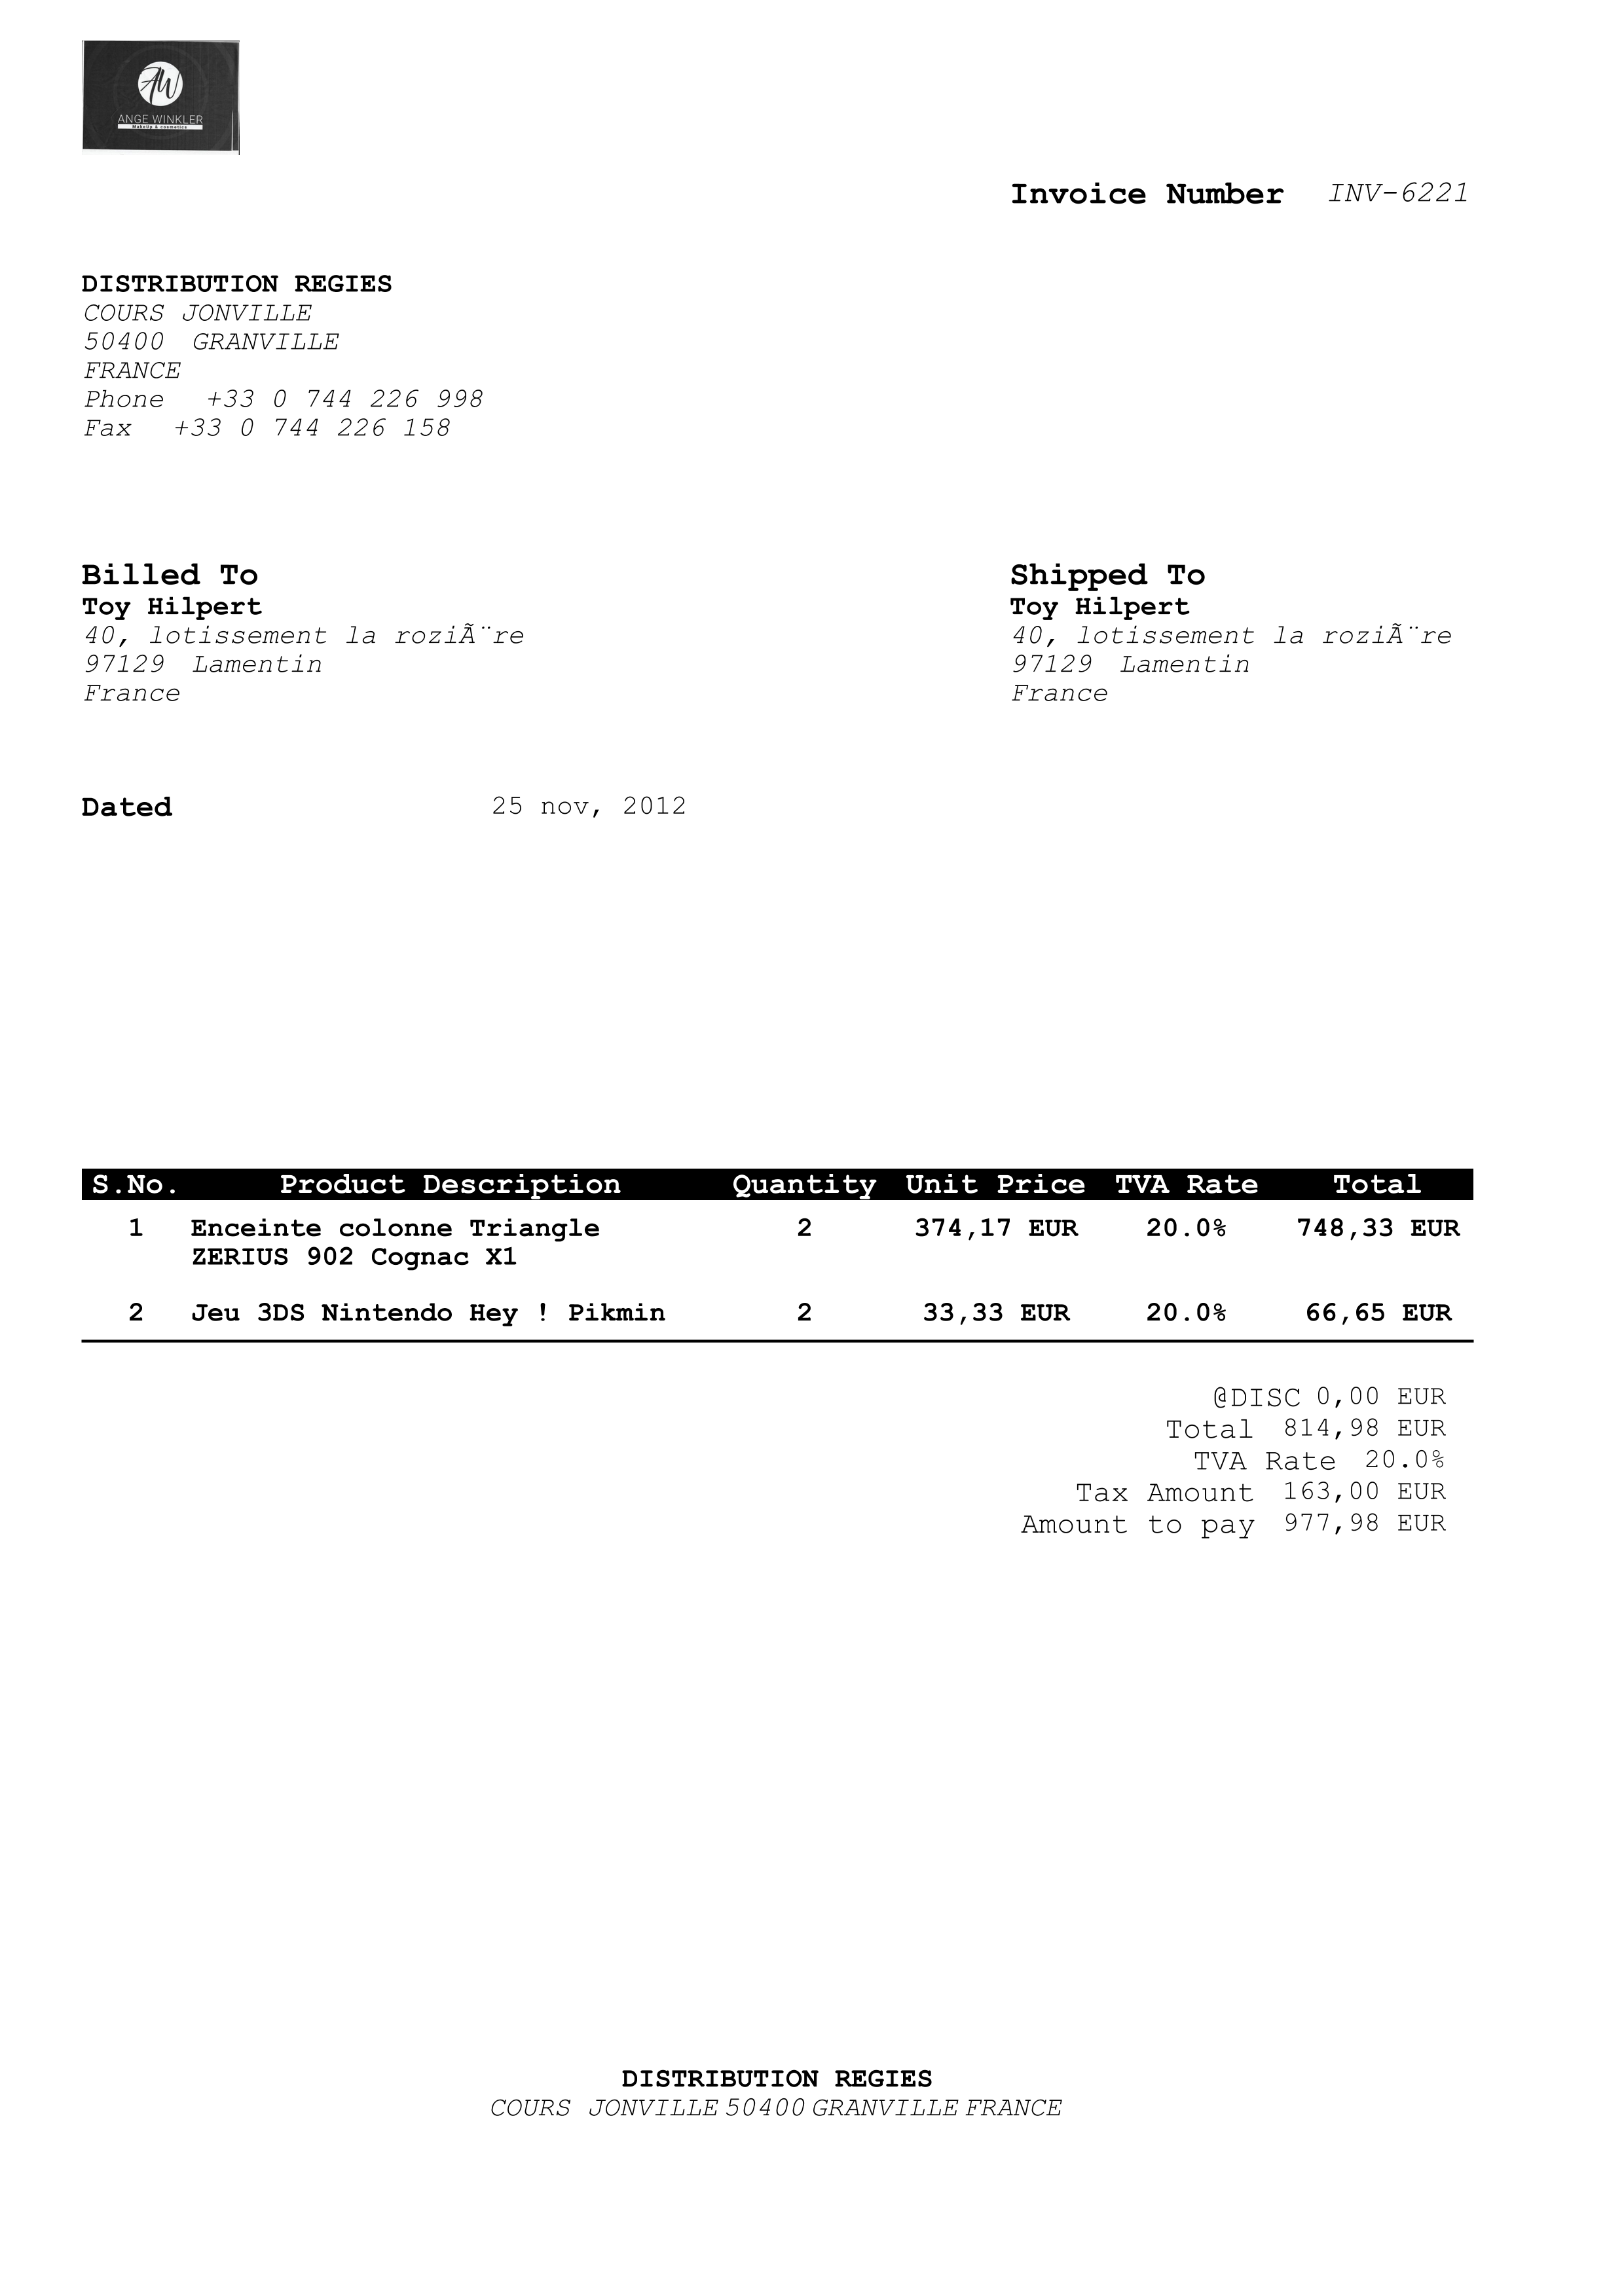 AW
ANGE WINKLER
MakeUp & cosmetics
Invoice Number INV-6221
DISTRIBUTION REGIES
COURS JONVILLE
50400 GRANVILLE
FRANCE
Phone +33 0 744 226 998
Fax +33 0 744 226 158
Billed To
Toy Hilpert
40, lotissement la roziÃ¨re
97129 Lamentin
France
Shipped To
Toy Hilpert
40, lotissement la roziÃ¨re
97129 Lamentin
France
Dated 25 nov, 2012
S.No. Product Description Quantity Unit Price TVA Rate Total
1 Enceinte colonne Triangle 2 374,17 EUR 20.0% 748,33 EUR
ZERIUS 902 Cognac X1
2 Jeu 3DS Nintendo Hey ! Pikmin 2 33,33 EUR 20.0% 66,65 EUR
@DISC 0,00 EUR
Total 814,98 EUR
TVA Rate 20.0%
Tax Amount 163,00 EUR
Amount to pay 977,98 EUR
DISTRIBUTION REGIES
COURS JONVILLE 50400 GRANVILLE FRANCE